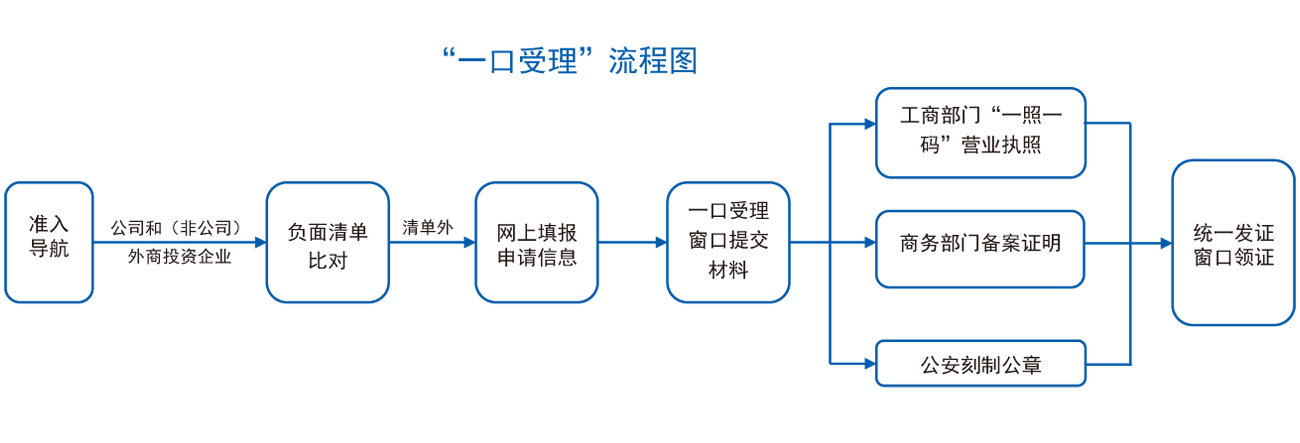 “一口受理”流程图
准入
导航
公司和（非公司）
外商投资企业
负面清单
比对
清单外
网上填报
申请信息
一口受理
窗口提交
材料
工商部门“一照一
码”营业执照
商务部门备案证明
公安刻制公章
统一发证
窗口领证